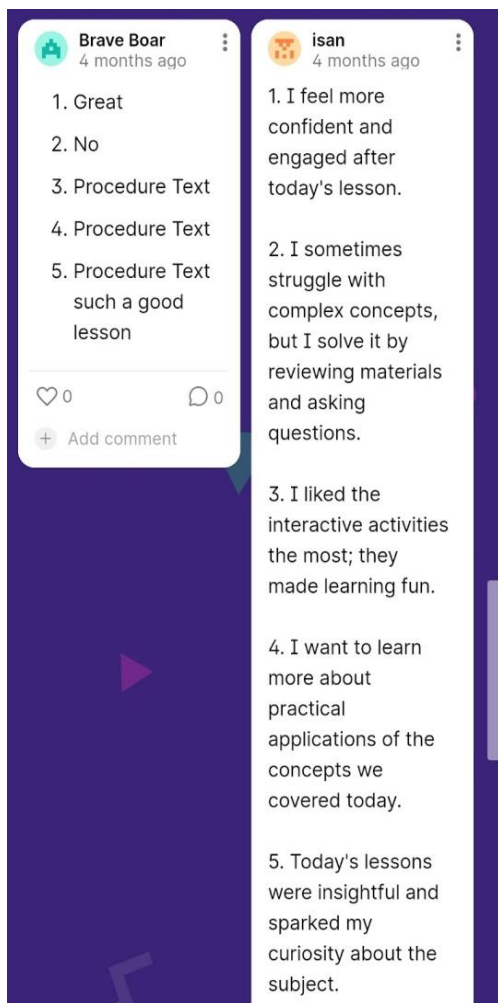 Brave Boar
4 months ago
1. Great
2. No
3. Procedure Text
4. Procedure Text
5. Procedure Text
such a good
lesson
0
0
+ Add comment
isan
4 months ago
1. I feel more
confident and
engaged after
today's lesson.
2. I sometimes
struggle with
complex concepts,
but I solve it by
reviewing materials
and asking
questions.
3. I liked the
interactive activities
the most; they
made learning fun.
4. I want to learn
more about
practical
applications of the
concepts we
covered today.
5. Today's lessons
were insightful and
sparked my
curiosity about the
subject.